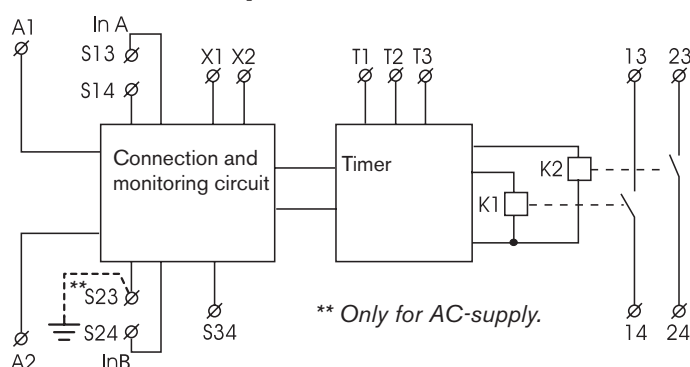 A1
In A
S13
S14
X1 X2
T1 T2 T3
13 23
Connection and
monitoring circuit
Timer
K2
K1
**
S23
S24
InB
A2
S34
** Only for AC-supply.
14 24